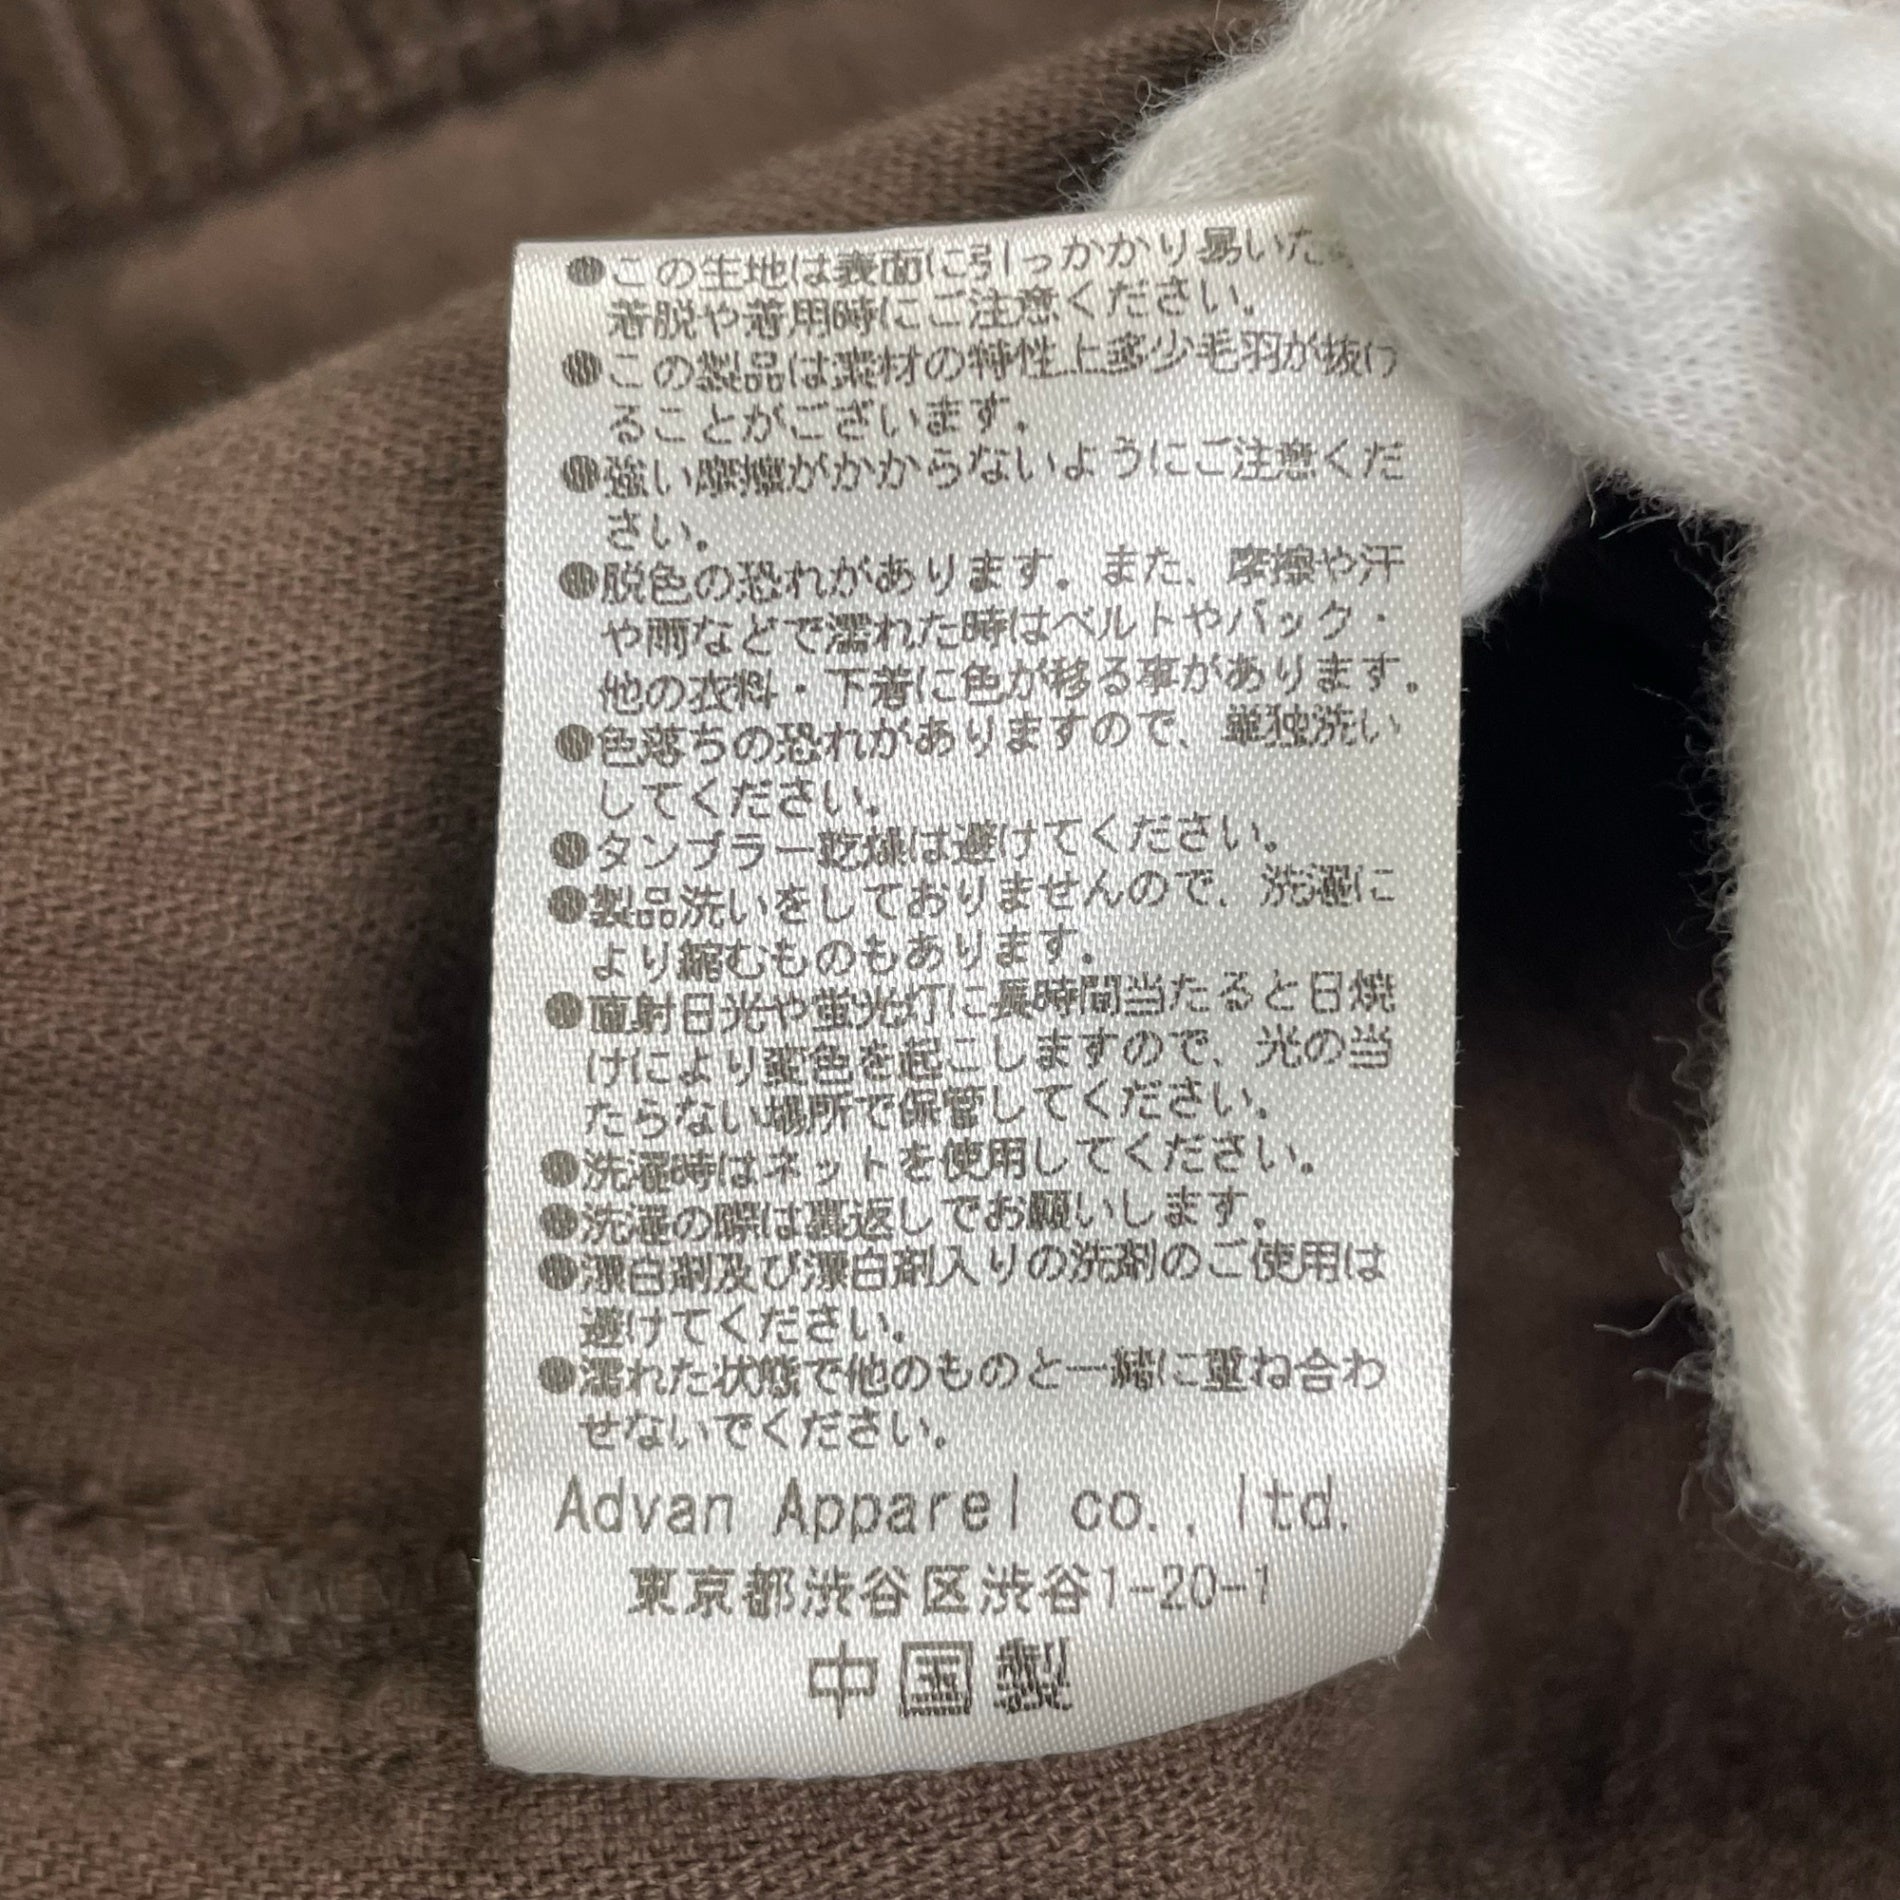 ●この生地は表面に引っかかり易いため
着脱や着用時にご注意ください。
●この製品は素材の特性上多少毛羽が抜け
ることがございます。
●強い摩擦がかからないようにご注意くだ
さい。
●脱色の恐れがあります。また、摩擦や汗
や雨などで濡れた時はベルトやバック・
他の衣料・下着に色が移る事があります。
●色落ちの恐れがありますので、単独洗い
してください。
●タンブラー乾燥は避けてください。
●製品洗いをしておりませんので、洗濯に
より縮むものもあります。
●直射日光や蛍光灯に長時間当たると日焼
けにより変色を起こしますので、光の当
たらない場所で保管してください。
●洗濯時はネットを使用してください。
●洗濯の際は裏返しでお願いします。
●漂白剤及び漂白剤入りの洗剤のご使用は
避けてください。
●濡れた状態で他のものと一緒に重ね合わ
せないでください。
Advan Apparel co.,ltd.
東京都渋谷区渋谷1-20-1
中国製